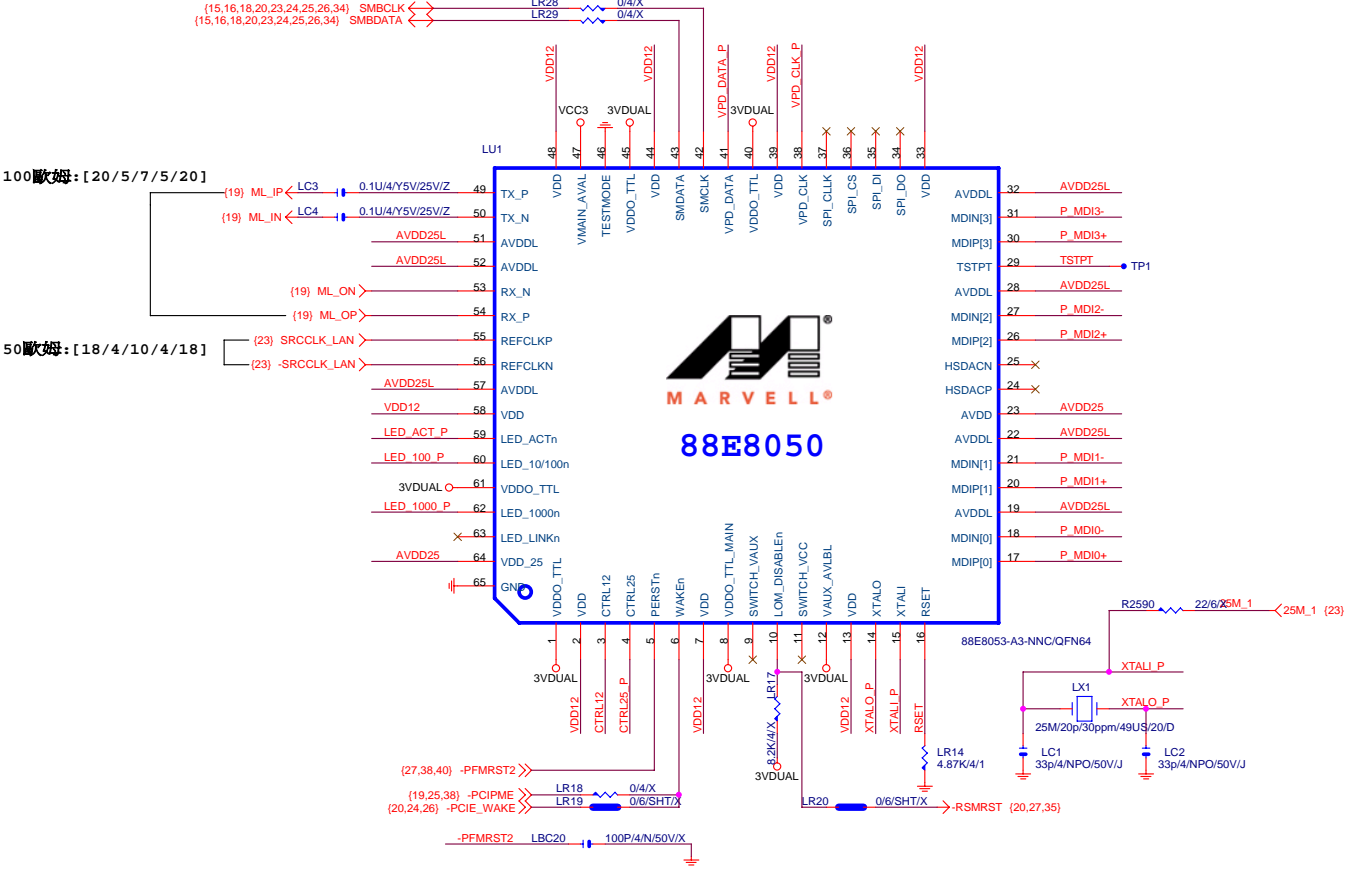 {15,16,18,20,23,24,25,26,34} SMBCLK LR28 0/4/X
{15,16,18,20,23,24,25,26,34} SMBDATA LR29 0/4/X
VDD12
VDD12
VPD_DATA_P
VDD12
VPD_CLK_P
VDD12
VCC3
3VDUAL
3VDUAL
LU1
48 47 46 45 44 43 42 41 40 39 38 37 36 35 34 33
VDD
VMAIN_AVAL
TESTMODE
VDDO_TTL
VDD
SMDATA
SMCLK
VPD_DATA
VDDO_TTL
VDD
VPD_CLK
SPI_CLLK
SPI_CS
SPI_DI
SPI_DO
VDD
100歐姆:[20/5/7/5/20]
{19} ML_IP LC3 0.1U/4/Y5V/25V/Z 49 TX_P
{19} ML_IN LC4 0.1U/4/Y5V/25V/Z 50 TX_N
AVDD25L 51 AVDDL
AVDD25L 52 AVDDL
{19} ML_ON 53 RX_N
{19} ML_OP 54 RX_P
50歐姆:[18/4/10/4/18]
{23} SRCCLK_LAN 55 REFCLKP
{23} -SRCCLK_LAN 56 REFCLKN
AVDD25L 57 AVDDL
VDD12 58 VDD
LED_ACT_P 59 LED_ACTn
LED_100_P 60 LED_10/100n
3VDUAL 61 VDDO_TTL
LED_1000_P 62 LED_1000n
63 LED_LINKn
AVDD25 64 VDD_25
65 GND
MARVELL®
®
88E8050
AVDDL 32 AVDD25L
MDIN[3] 31 P_MDI3-
MDIP[3] 30 P_MDI3+
TSTPT 29 TSTPT TP1
AVDDL 28 AVDD25L
MDIN[2] 27 P_MDI2-
MDIP[2] 26 P_MDI2+
HSDACN 25
HSDACP 24
AVDD 23 AVDD25
AVDDL 22 AVDD25L
MDIN[1] 21 P_MDI1-
MDIP[1] 20 P_MDI1+
AVDDL 19 AVDD25L
MDIN[0] 18 P_MDI0-
MDIP[0] 17 P_MDI0+
VDDO_TTL
VDD
CTRL12
CTRL25
PERSTn
WAKEn
VDD
VDDO_TTL_MAIN
SWITCH_VAUX
LOM_DISABLEn
SWITCH_VCC
VAUX_AVLBL
VDD
XTALO
XTALI
RSET
1 2 3 4 5 6 7 8 9 10 11 12 13 14 15 16
88E8053-A3-NNC/QFN64
3VDUAL
VDD12
CTRL12
CTRL25_P
VDD12
3VDUAL
LR17
8.2K/4/X
3VDUAL
3VDUAL
VDD12
XTALO_P
XTALI_P
RSET
LR14
4.87K/4/1
R2590 22/6/X 25M_1 25M_1 {23}
XTALI_P
LX1
XTALO_P
25M/20p/30ppm/49US/20/D
LC1
33p/4/NPO/50V/J
LC2
33p/4/NPO/50V/J
{27,38,40} -PFMRST2
{19,25,38} -PCIPME LR18 0/4/X
{20,24,26} -PCIE_WAKE LR19 0/6/SHT/X
LR20 0/6/SHT/X -RSMRST {20,27,35}
-PFMRST2 LBC20 100P/4/N/50V/X